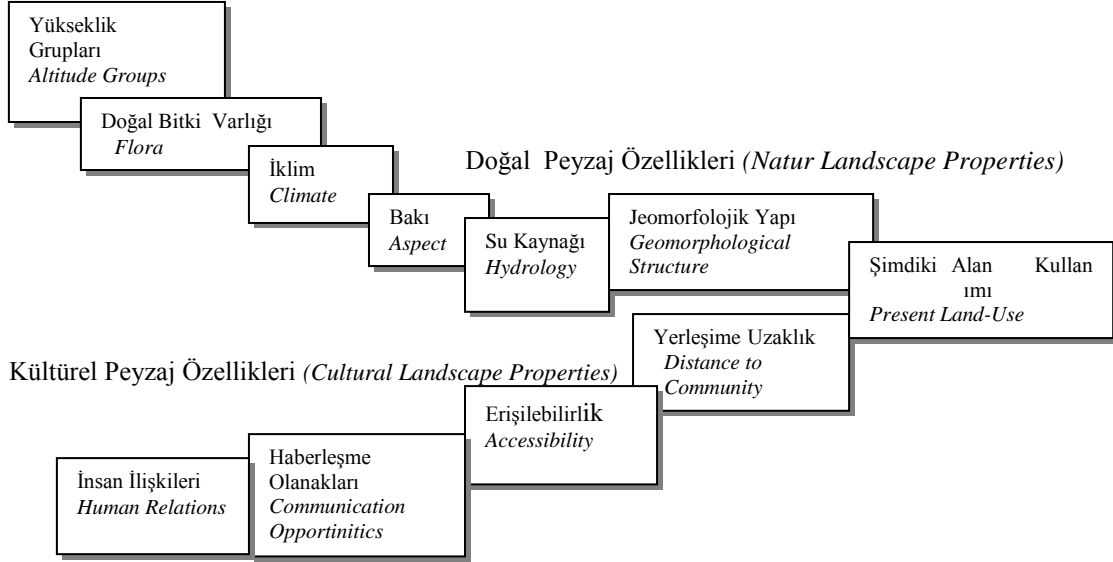 Yükseklik
Grupları
Altitude Groups
Doğal Bitki Varlığı
Flora
İklim
Climate
Doğal Peyzaj Özellikleri (Natur Landscape Properties)
Bakı
Aspect
Su Kaynağı
Hydrology
Jeomorfolojik Yapı
Geomorphological
Structure
Şimdiki Alan Kullan
ımı
Present Land-Use
Yerleşime Uzaklık
Distance to
Community
Kültürel Peyzaj Özellikleri (Cultural Landscape Properties)
Erişilebilirlik
Accessibility
Haberleşme
Olanakları
Communication
Opportinitics
İnsan İlişkileri
Human Relations